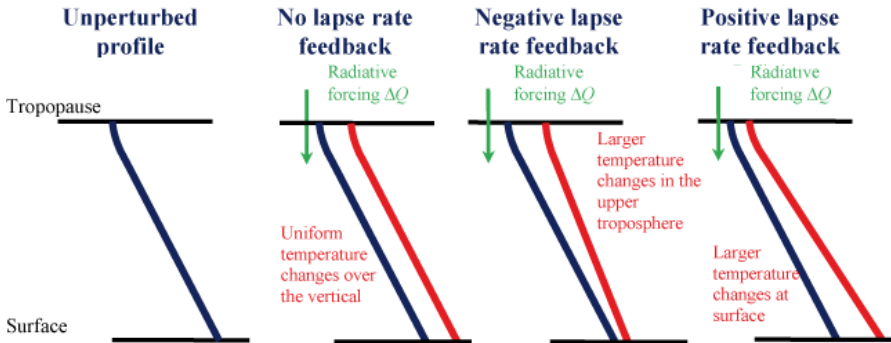 Unperturbed
profile
No lapse rate
feedback
Negative lapse
rate feedback
Positive lapse
rate feedback
Radiative
forcing ΔQ
Radiative
forcing ΔQ
Radiative
forcing ΔQ
Tropopause
Larger
temperature
changes in the
upper
troposphere
Uniform
temperature
changes over
the vertical
Larger
temperature
changes at
surface
Surface